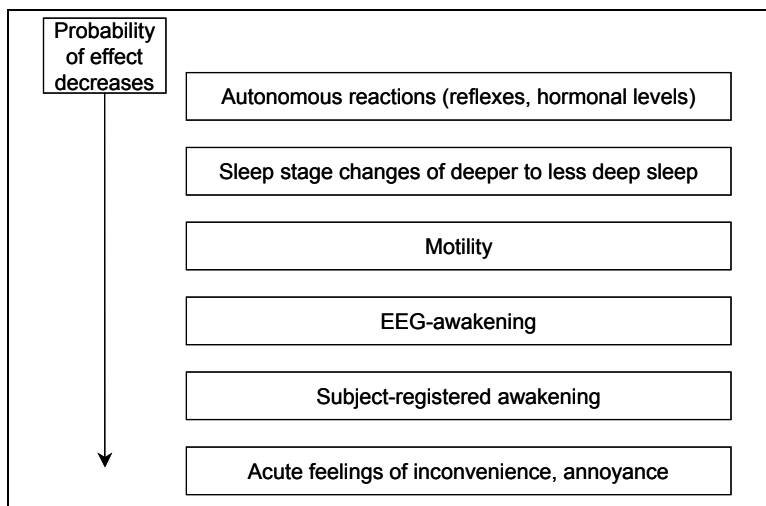 Probability
of effect
decreases
Autonomous reactions (reflexes, hormonal levels)
Sleep stage changes of deeper to less deep sleep
Motility
EEG-awakening
Subject-registered awakening
Acute feelings of inconvenience, annoyance